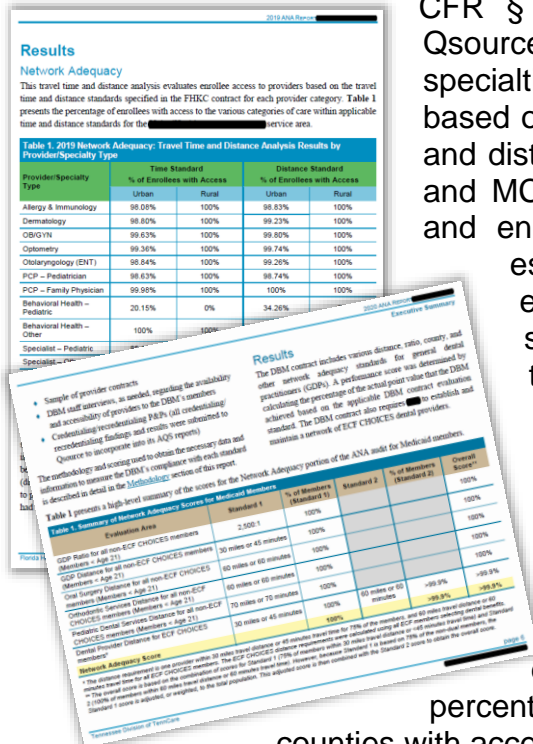 2019 ANA Report
Results
Network Adequacy
This travel time and distance analysis evaluates enrollee access to providers based on the travel
time and distance standards specified in the FHKC contract for each provider category. Table 1
presents the percentage of enrollees with access to the various categories of care within applicable
time and distance standards for the service area.
Table 1. 2019 Network Adequacy: Travel Time and Distance Analysis Results by
Provider/Specialty Type
Provider/Specialty Type Time Standard % of Enrollees with Access Distance Standard % of Enrollees with Access
Urban Rural Urban Rural
Allergy & Immunology 98.08% 100% 98.83% 100%
Dermatology 98.80% 100% 99.23% 100%
OB/GYN 99.63% 100% 99.80% 100%
Optometry 99.36% 100% 99.74% 100%
Otolaryngology (ENT) 98.84% 100% 99.26% 100%
PCP – Pediatrician 98.63% 100% 98.74% 100%
PCP – Family Physician 99.98% 100% 100% 100%
Behavioral Health – Pediatric 20.15% 0% 34.26%
Behavioral Health – Other 100% 100%
Specialist – Pediatric
Specialist –
CFR §
Qsource
specialt
based o
and dist
and MC
and en
es
e
s
t
percent
counties with acce
2020 ANA REPORT
Executive Summary
• Sample of provider contracts
• DBM staff interviews, as needed, regarding the availability
and accessibility of providers to the DBM's members
• Credentialing/recredentialing P&Ps (all credentialing/
recredentialing findings and results were submitted to
Qsource to incorporate into its AQS reports)
The methodology and scoring used to obtain the necessary data and
information to measure the DBM's compliance with each standard
is described in detail in the Methodology section of this report.
Results
The DBM contract includes various distance, ratio, county, and
other network adequacy standards for general dental
practitioners (GDPs). A performance score was determined by
calculating the percentage of the actual point value that the DBM
achieved based on the applicable DBM contract evaluation
standard. The DBM contract also requires to establish and
maintain a network of ECF CHOICES dental providers.
Table 1 presents a high-level summary of the scores for the Network Adequacy portion of the ANA audit for Medicaid members.
Table 1. Summary of Network Adequacy Scores for Medicaid Members
Evaluation Area Standard 1 % of Members (Standard 1) Standard 2 % of Members (Standard 2) Overall Score**
GDP Ratio for all non-ECF CHOICES members (Members < Age 21) 2,500:1 100% 100%
GDP Distance for all non-ECF CHOICES members (Members < Age 21) 30 miles or 45 minutes 100% 100%
Oral Surgery Distance for all non-ECF CHOICES members (Members < Age 21) 60 miles or 60 minutes 100% 100%
Orthodontic Services Distance for all non-ECF CHOICES members (Members < Age 21) 60 miles or 60 minutes 100% 100%
Pediatric Dental Services Distance for all non-ECF CHOICES members (Members < Age 21) 70 miles or 70 minutes 100% 100%
Dental Provider Distance for ECF CHOICES members* 30 miles or 45 minutes 100% 60 miles or 60 minutes >99.9% >99.9%
Network Adequacy Score 100% >99.9% >99.9%
page 6
Tennessee Division of TennCare